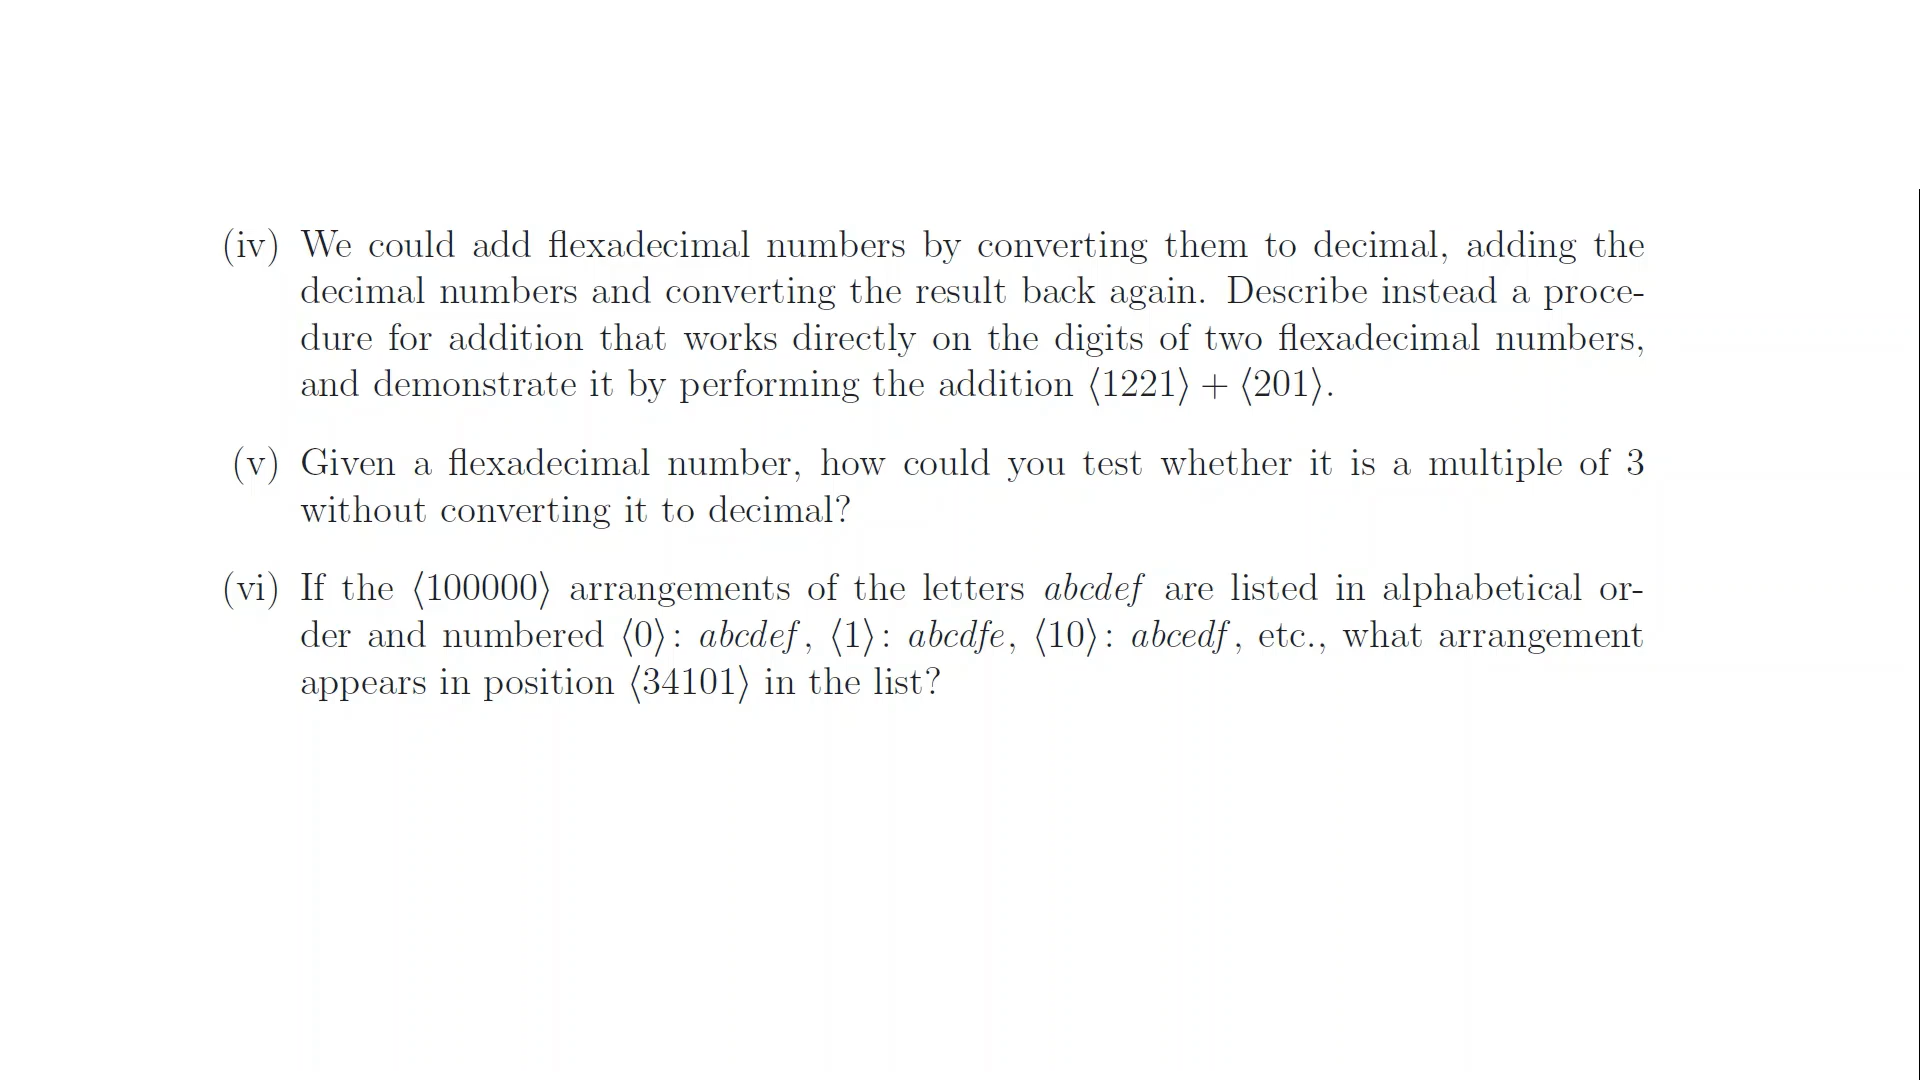 (iv) We could add flexadecimal numbers by converting them to decimal, adding the
decimal numbers and converting the result back again. Describe instead a proce-
dure for addition that works directly on the digits of two flexadecimal numbers,
and demonstrate it by performing the addition ⟨1221⟩ + ⟨201⟩.
(v) Given a flexadecimal number, how could you test whether it is a multiple of 3
without converting it to decimal?
(vi) If the ⟨100000⟩ arrangements of the letters abcdef are listed in alphabetical or-
der and numbered ⟨0⟩: abcdef, ⟨1⟩: abcdfe, ⟨10⟩: abcedf, etc., what arrangement
appears in position ⟨34101⟩ in the list?